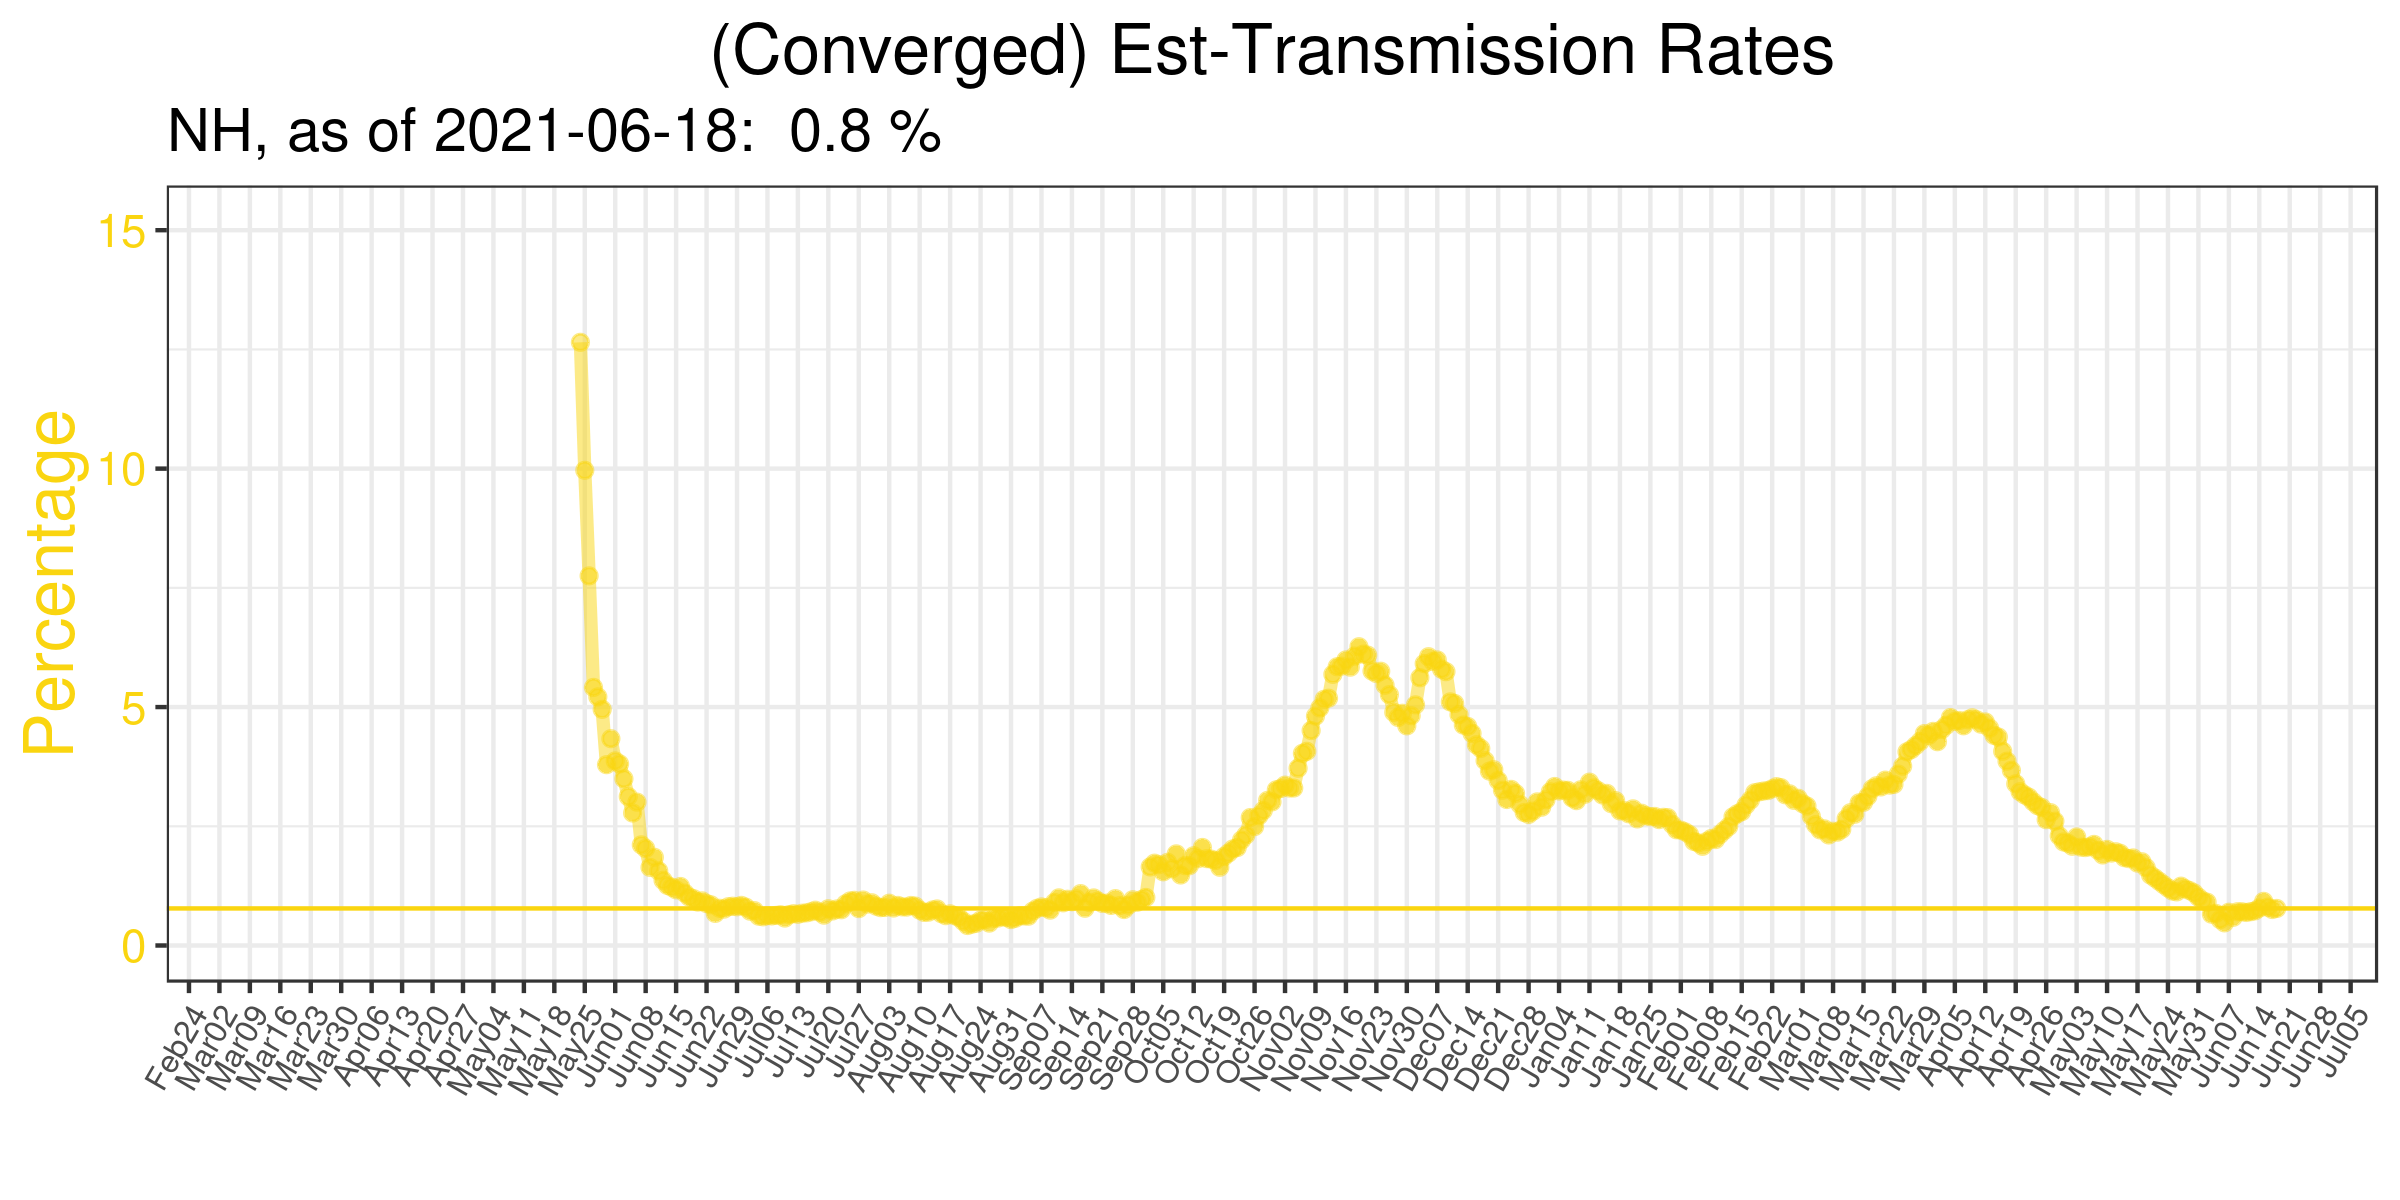 (Converged) Est-Transmission Rates
NH, as of 2021-06-18:  0.8 %
Percentage
15
10
5
0
Feb24
Mar02
Mar09
Mar16
Mar23
Mar30
Apr06
Apr13
Apr20
Apr27
May04
May11
May18
May25
Jun01
Jun08
Jun15
Jun22
Jun29
Jul06
Jul13
Jul20
Jul27
Aug03
Aug10
Aug17
Aug24
Aug31
Sep07
Sep14
Sep21
Sep28
Oct05
Oct12
Oct19
Oct26
Nov02
Nov09
Nov16
Nov23
Nov30
Dec07
Dec14
Dec21
Dec28
Jan04
Jan11
Jan18
Jan25
Feb01
Feb08
Feb15
Feb22
Mar01
Mar08
Mar15
Mar22
Mar29
Apr05
Apr12
Apr19
Apr26
May03
May10
May17
May24
May31
Jun07
Jun14
Jun21
Jun28
Jul05